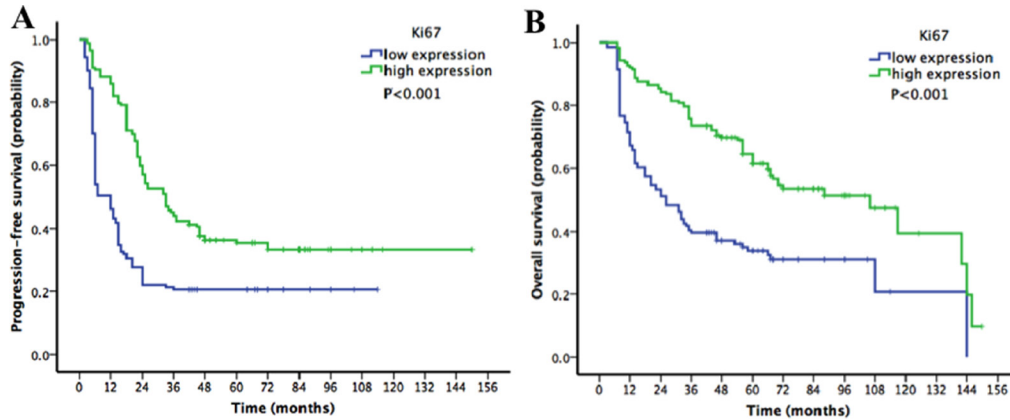 A
Ki67
low expression
high expression
P<0.001
Progression-free survival (probability)
1.0
0.8
0.6
0.4
0.2
0.0
0 12 24 36 48 60 72 84 96 108 120 132 144 156
Time (months)
B
Ki67
low expression
high expression
P<0.001
Overall survival (probability)
1.0
0.8
0.6
0.4
0.2
0.0
0 12 24 36 48 60 72 84 96 108 120 132 144 156
Time (months)